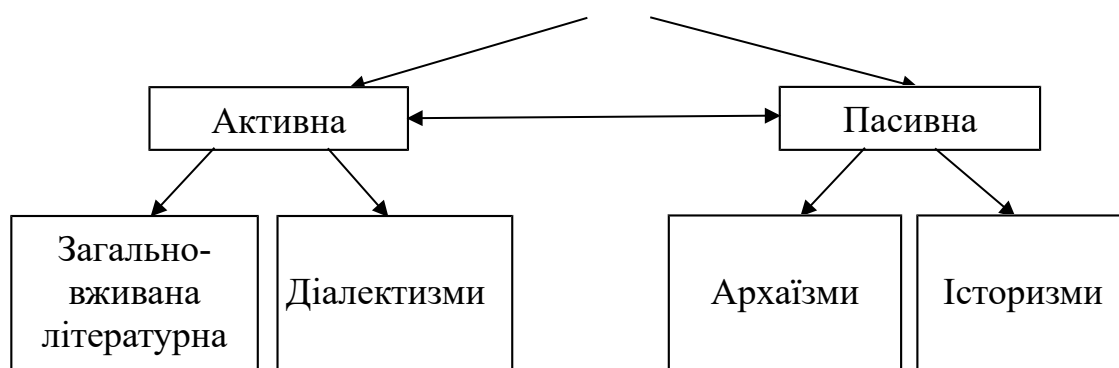 Активна
Пасивна
Загально-
вживана
літературна
Діалектизми
Архаїзми
Історизми